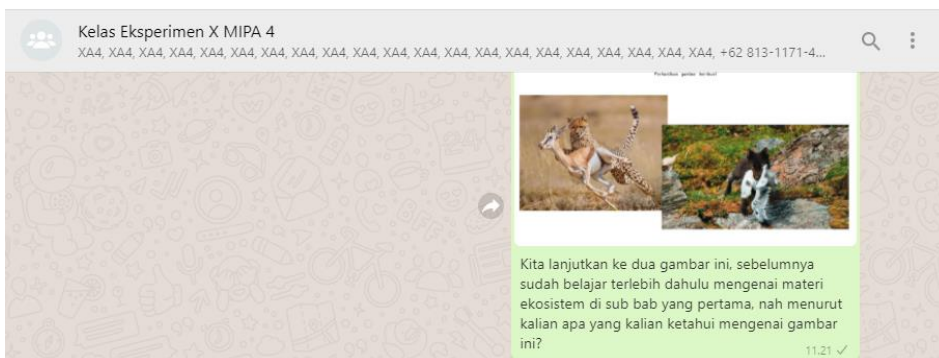 Kelas Eksperimen X MIPA 4
XA4, XA4, XA4, XA4, XA4, XA4, XA4, XA4, XA4, XA4, XA4, XA4, XA4, XA4, XA4, XA4, XA4, XA4, XA4, XA4, XA4, +62 813-1171-4...
Perhatikan gambar berikut!
Kita lanjutkan ke dua gambar ini, sebelumnya
sudah belajar terlebih dahulu mengenai materi
ekosistem di sub bab yang pertama, nah menurut
kalian apa yang kalian ketahui mengenai gambar
ini?
11.21